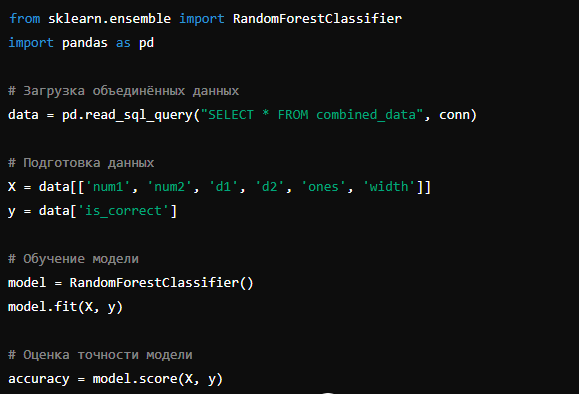 from sklearn.ensemble import RandomForestClassifier
import pandas as pd
# Загрузка объединённых данных
data = pd.read_sql_query("SELECT * FROM combined_data", conn)
# Подготовка данных
X = data[['num1', 'num2', 'd1', 'd2', 'ones', 'width']]
y = data['is_correct']
# Обучение модели
model = RandomForestClassifier()
model.fit(X, y)
# Оценка точности модели
accuracy = model.score(X, y)